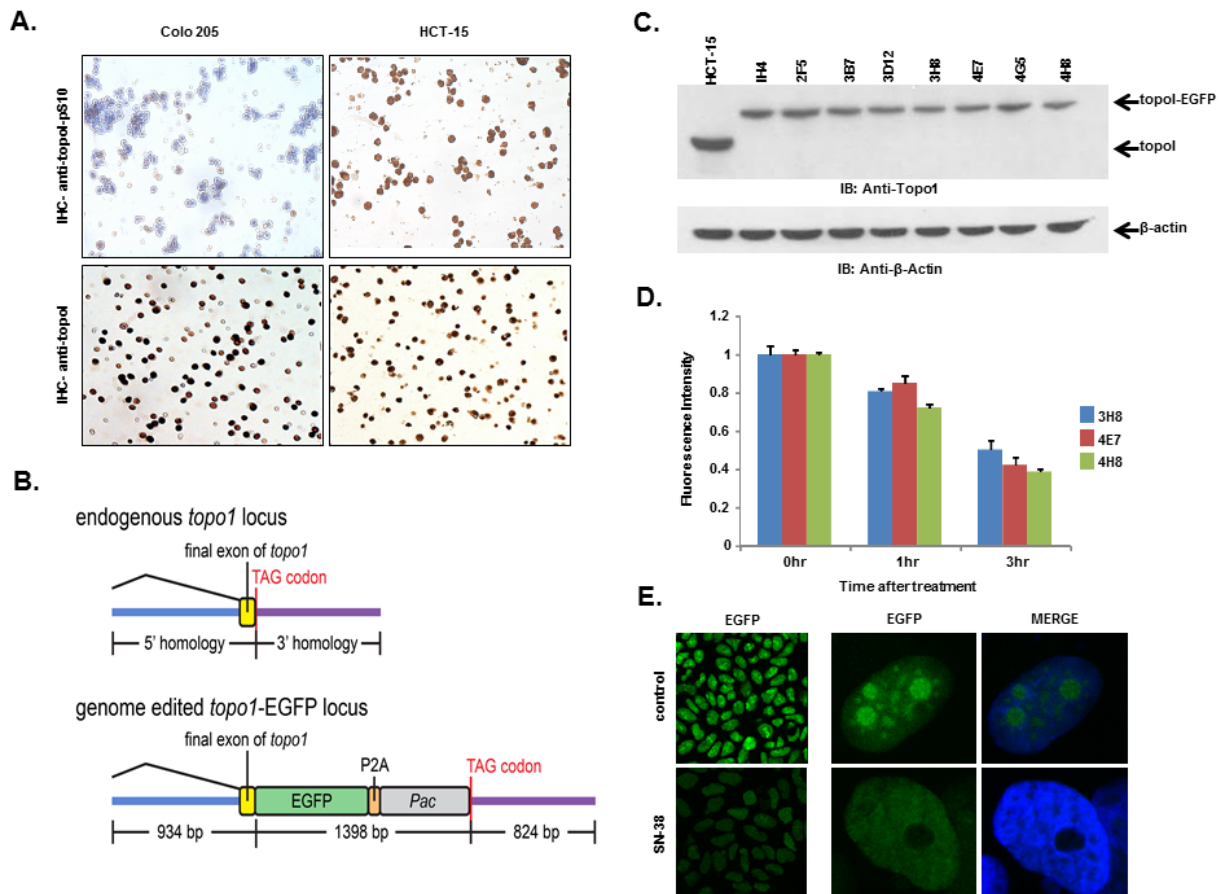 A.
Colo 205
HCT-15
IHC- anti-topoI-pS10
IHC- anti-topoI
B.
endogenous topo1 locus
final exon of topo1
TAG codon
5' homology
3' homology
genome edited topo1-EGFP locus
final exon of topo1
P2A
TAG codon
EGFP
Pac
934 bp
1398 bp
824 bp
C.
HCT-15
IH4
2F5
3B7
3D12
3H8
4E7
4G5
4H8
topoI-EGFP
topoI
IB: Anti-Topo1
β-actin
IB: Anti-β-Actin
D.
Fluorescence Intensity
1.2
1
0.8
0.6
0.4
0.2
0
0hr
1hr
3hr
Time after treatment
3H8
4E7
4H8
E.
EGFP
EGFP
MERGE
control
SN-38